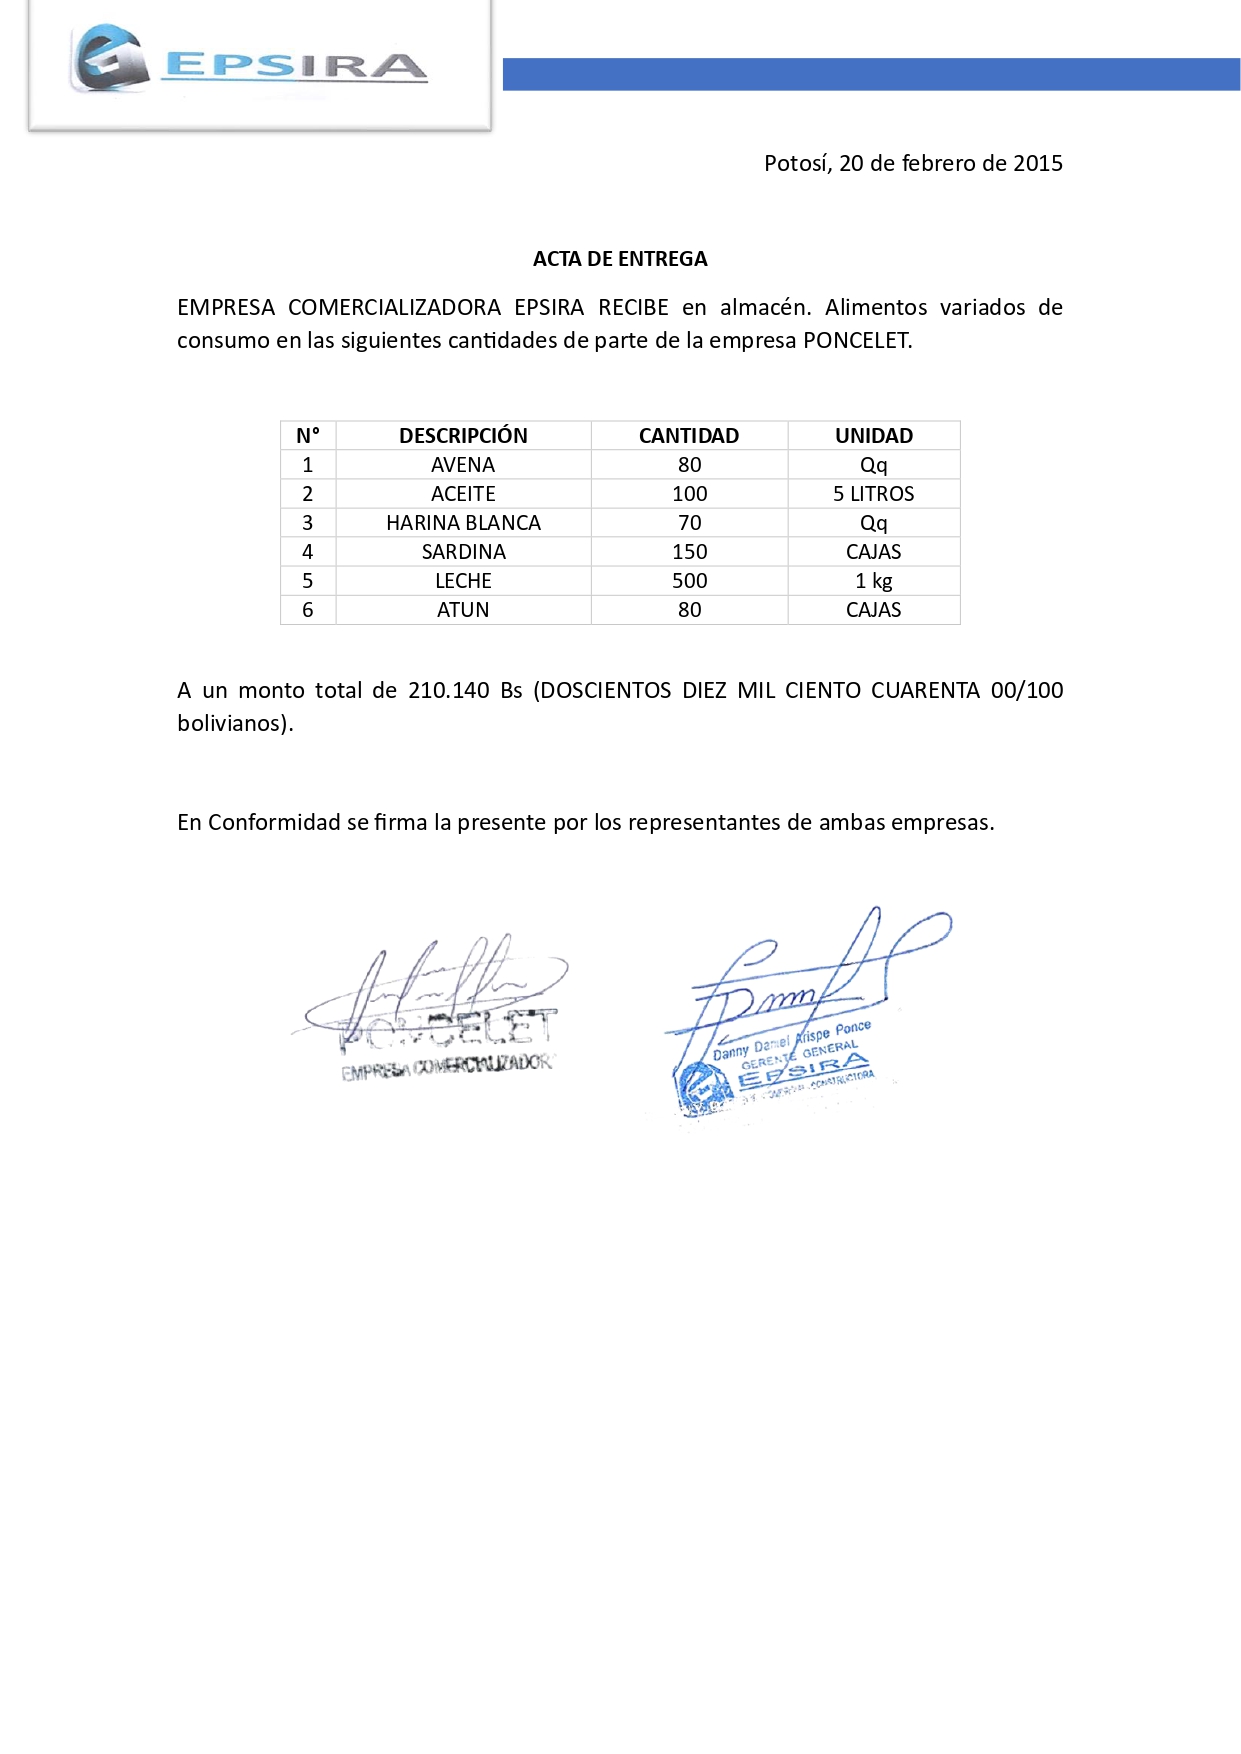 EPSIRA
Potosí, 20 de febrero de 2015
ACTA DE ENTREGA
EMPRESA COMERCIALIZADORA EPSIRA RECIBE en almacén. Alimentos variados de
consumo en las siguientes cantidades de parte de la empresa PONCELET.
N° DESCRIPCIÓN CANTIDAD UNIDAD
1 AVENA 80 Qq
2 ACEITE 100 5 LITROS
3 HARINA BLANCA 70 Qq
4 SARDINA 150 CAJAS
5 LECHE 500 1 kg
6 ATUN 80 CAJAS
A un monto total de 210.140 Bs (DOSCIENTOS DIEZ MIL CIENTO CUARENTA 00/100
bolivianos).
En Conformidad se firma la presente por los representantes de ambas empresas.
PONCELET
EMPRESA COMERCIALIZADOR
Danny Daniel Arispe Ponce
GERENTE GENERAL
EPSIRA
CONSTRUCTORA